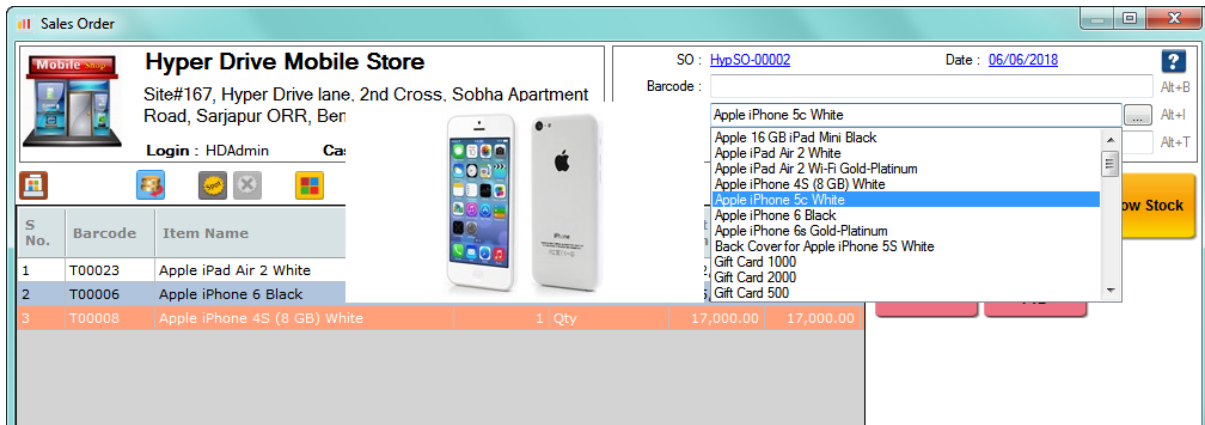 Sales Order
Mobile Shop
Hyper Drive Mobile Store
Site#167, Hyper Drive lane, 2nd Cross, Sobha Apartment
Road, Sarjapur ORR, Ben
Login : HDAdmin Ca
SO : HypSO-00002 Date : 06/06/2018
?
Barcode : Alt+B
Apple iPhone 5c White ... Alt+I
Alt+T
Apple 16 GB iPad Mini Black
Apple iPad Air 2 White
Apple iPad Air 2 Wi-Fi Gold-Platinum
Apple iPhone 4S (8 GB) White
Apple iPhone 5c White
Apple iPhone 6 Black
Apple iPhone 6s Gold-Platinum
Back Cover for Apple iPhone 5S White
Gift Card 1000
Gift Card 2000
Gift Card 500
ow Stock
S No. Barcode Item Name
1 T00023 Apple iPad Air 2 White
2 T00006 Apple iPhone 6 Black
3 T00008 Apple iPhone 4S (8 GB) White 1 Qty 17,000.00 17,000.00
iPhone